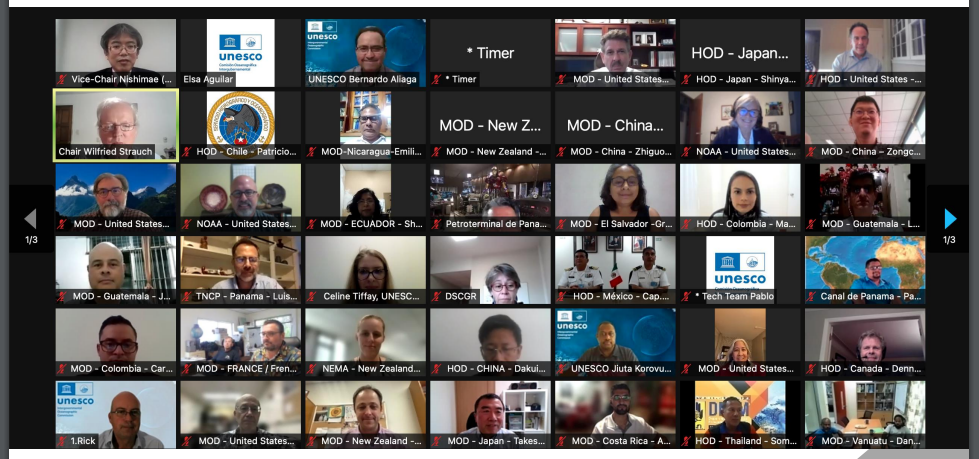 Vice-Chair Nishimae (...
unesco
Elsa Aguilar
unesco
UNESCO Bernardo Aliaga
* Timer
* Timer
MOD - United States...
HOD - Japan...
HOD - Japan - Shinya...
HOD - United States -...
Chair Wilfried Strauch
HOD - Chile - Patricio...
MOD-Nicaragua-Emili...
MOD - New Z...
MOD - New Zealand -...
MOD - China...
MOD - China - Zhiguo...
NOAA - United States...
MOD - China – Zongc...
MOD - United States...
NOAA - United States...
MOD - ECUADOR - Sh...
Petroterminal de Pana...
MOD - El Salvador -Gr...
HOD - Colombia - Ma...
MOD - Guatemala - L...
1/3
1/3
MOD - Guatemala - J...
TNCP - Panama - Luis...
Celine Tiffay, UNESC...
DSCGR
HOD - México - Cap....
unesco
* Tech Team Pablo
Canal de Panama - Pa...
MOD - Colombia - Car...
MOD - FRANCE / Fren...
NEMA - New Zealand...
HOD - CHINA - Dakui...
unesco
UNESCO Jiuta Korovu...
MOD - United States...
HOD - Canada - Denn...
unesco
1.Rick
MOD - United States...
MOD - New Zealand -...
MOD - Japan - Takes...
MOD - Costa Rica - A...
HOD - Thailand - Som...
MOD - Vanuatu - Dan...